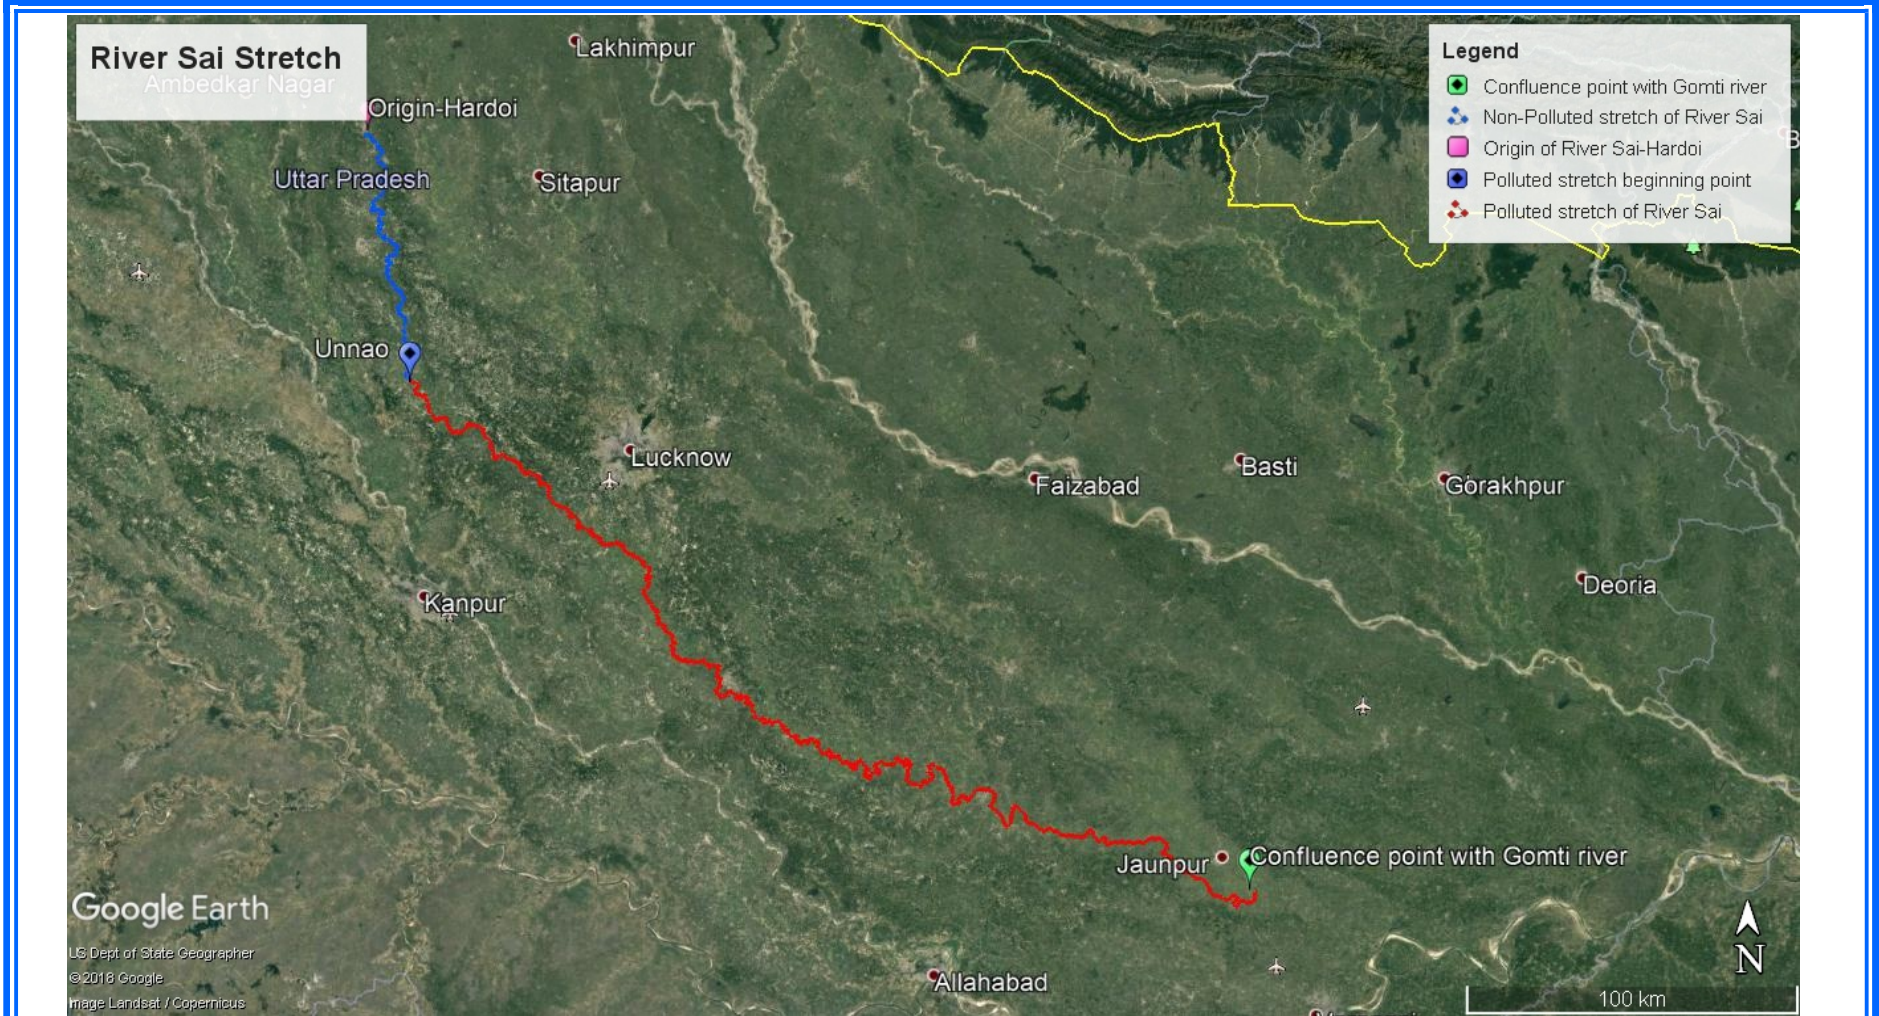 River Sai Stretch
Ambedkar Nagar
Lakhimpur
Origin-Hardoi
Uttar Pradesh
Sitapur
Legend
Confluence point with Gomti river
Non-Polluted stretch of River Sai
Origin of River Sai-Hardoi
Polluted stretch beginning point
Polluted stretch of River Sai
B
Unnao
Lucknow
Faizabad
Basti
Gorakhpur
Kanpur
Deoria
Jaunpur
Confluence point with Gomti river
Google Earth
US Dept of State Geographer
© 2018 Google
Image Landsat / Copernicus
Allahabad
N
100 km